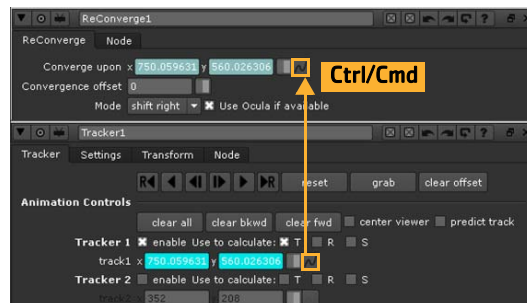 ReConverge1
ReConverge Node
Converge upon x 750.059631 y 560.026306
Ctrl/Cmd
Convergence offset 0
Mode shift right Use Ocula if available
Tracker1
Tracker Settings Transform Node
reset grab clear offset
Animation Controls
clear all clear bkwd clear fwd center viewer predict track
Tracker 1 enable Use to calculate: T R S
track1 x 750.059631 y 560.026306
Tracker 2 enable Use to calculate: T R S
track2 x 352 y 208